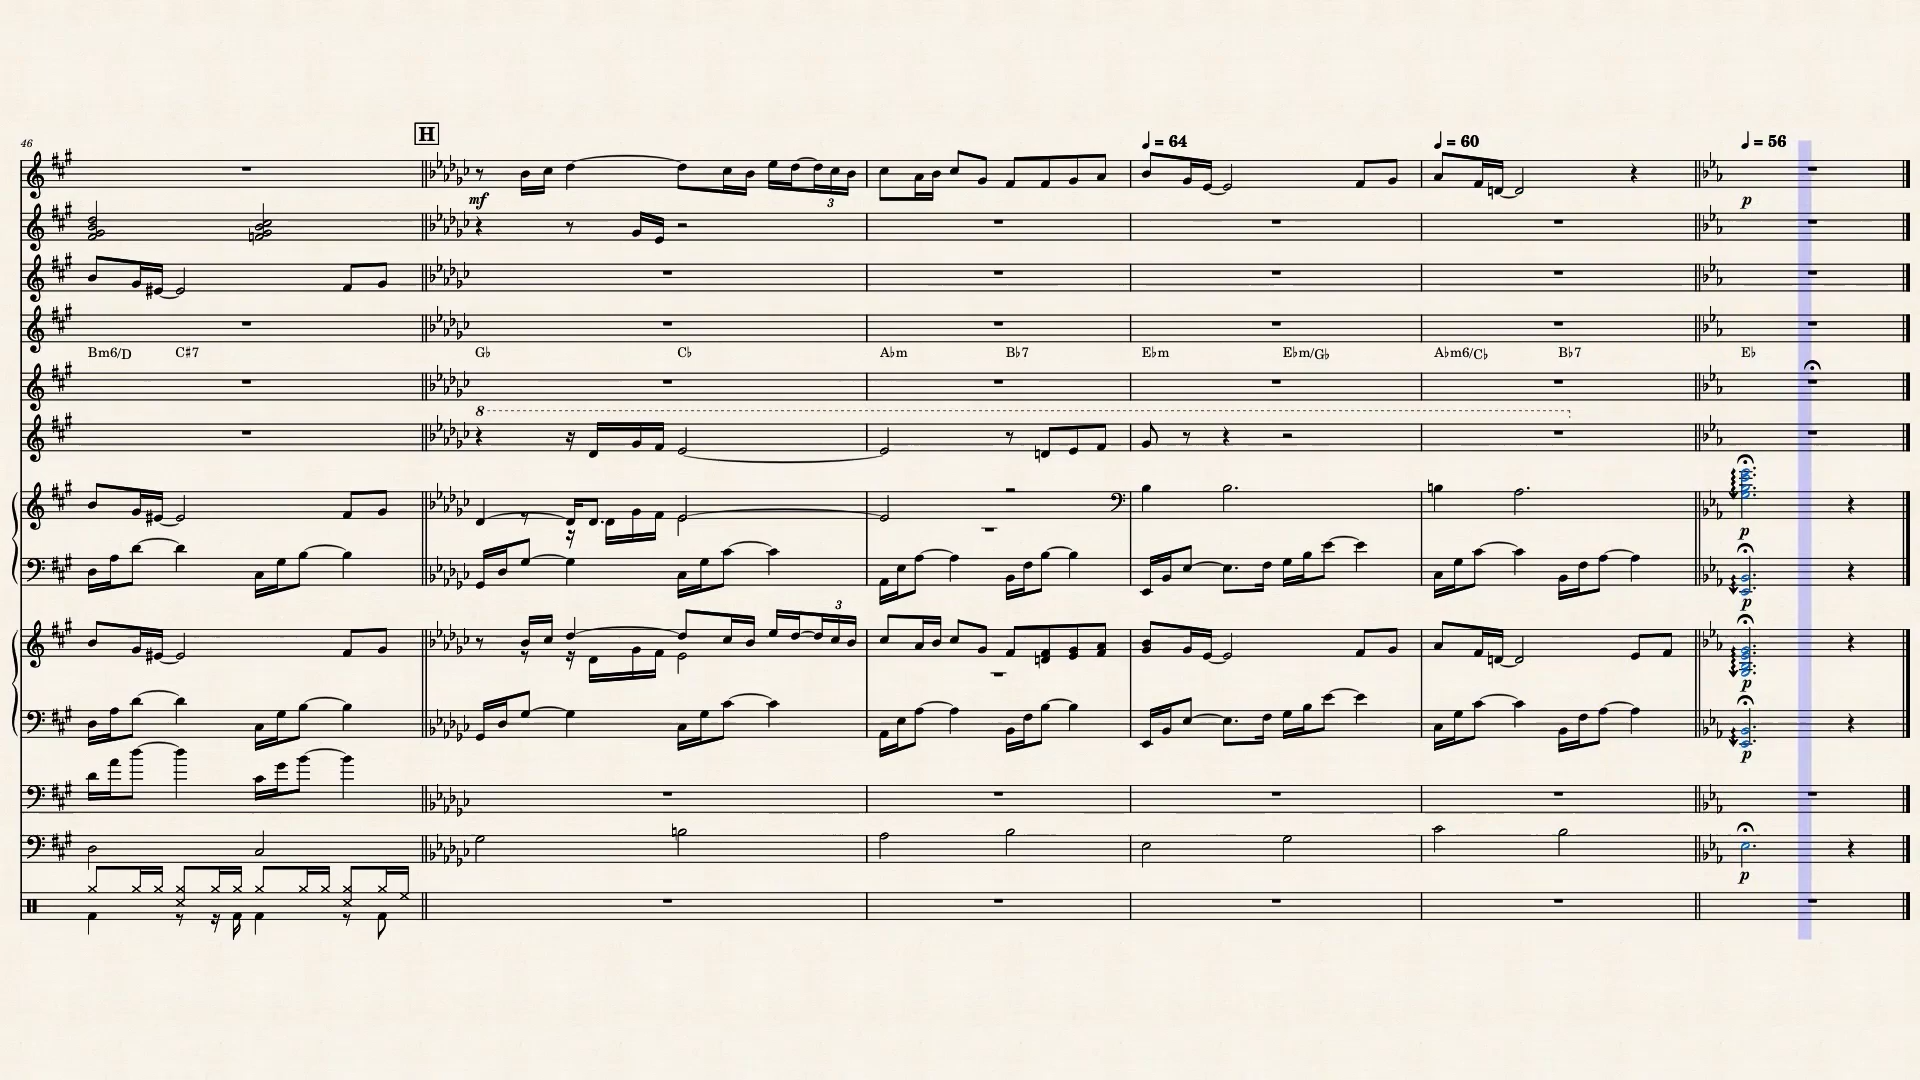 H
46
♩ = 64
♩ = 60
♩ = 56
mf
3
p
Bm6/D C♯7 G♭ C♭ A♭m B♭7 E♭m E♭m/G♭ A♭m6/C♭ B♭7 E♭
8
p
p
3
p
p
p